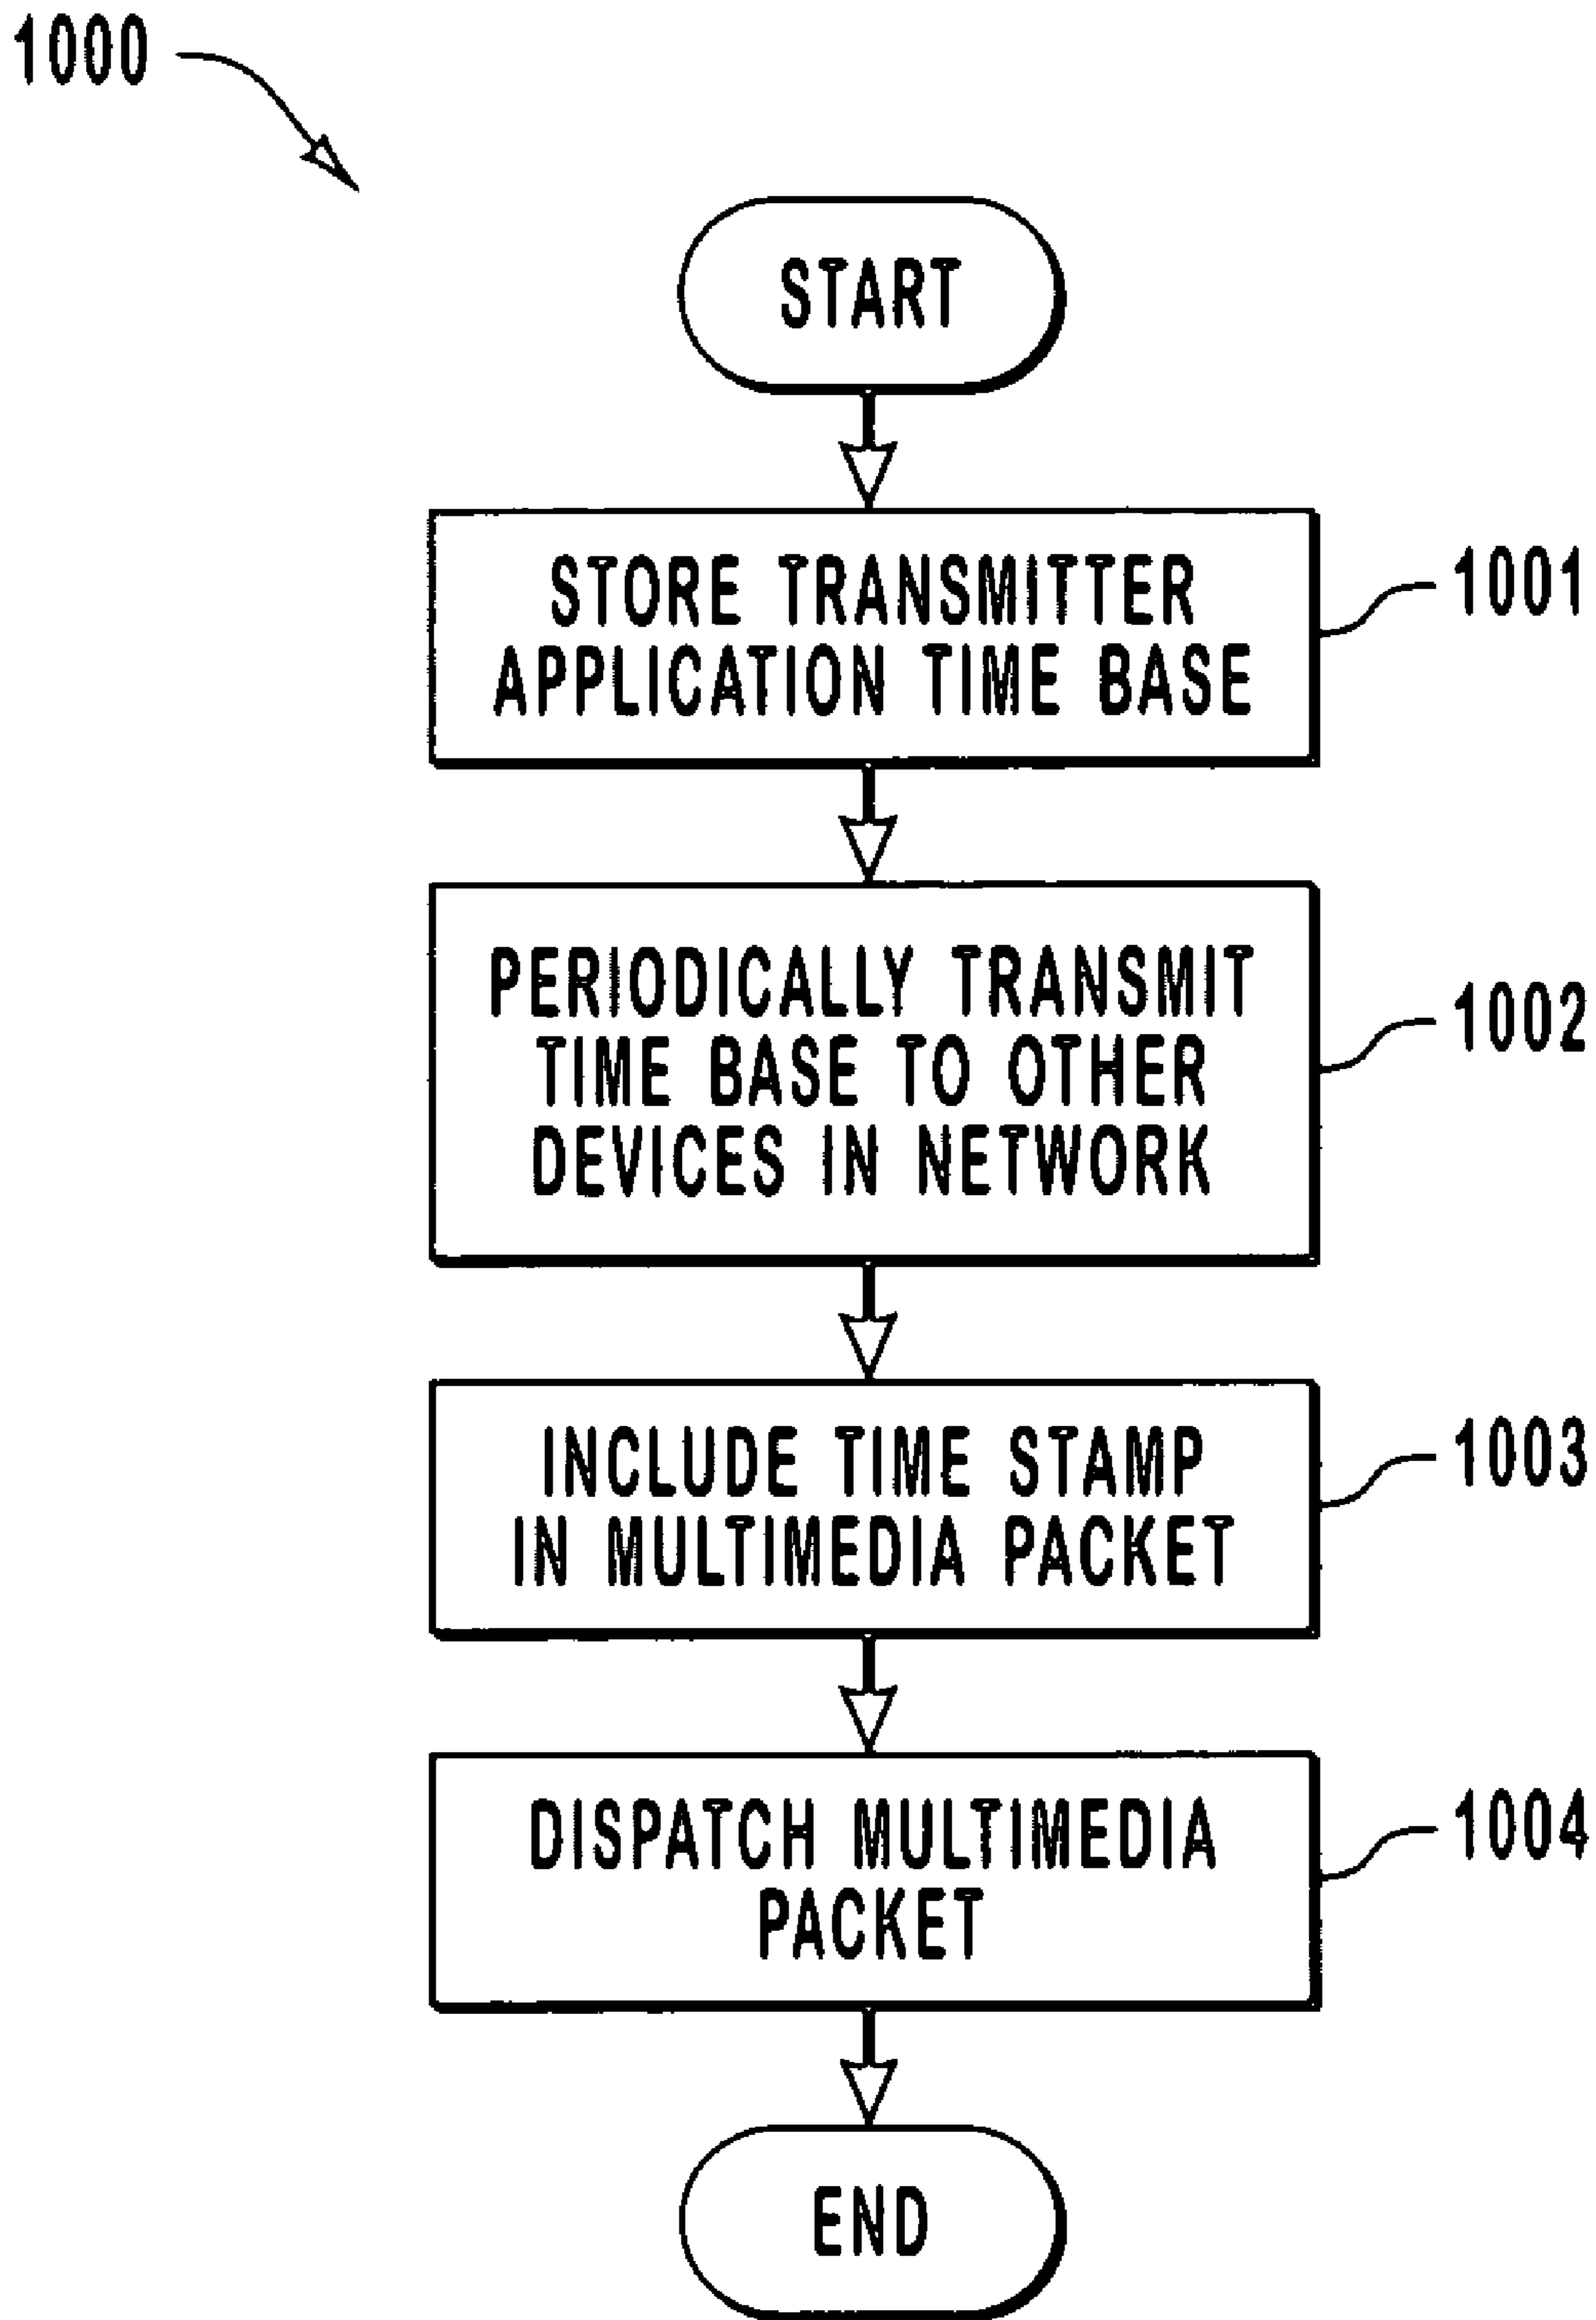 1000
START
STORE TRANSMITTER
APPLICATION TIME BASE
1001
PERIODICALLY TRANSMIT
TIME BASE TO OTHER
DEVICES IN NETWORK
1002
INCLUDE TIME STAMP
IN MULTIMEDIA PACKET
1003
DISPATCH MULTIMEDIA
PACKET
1004
END